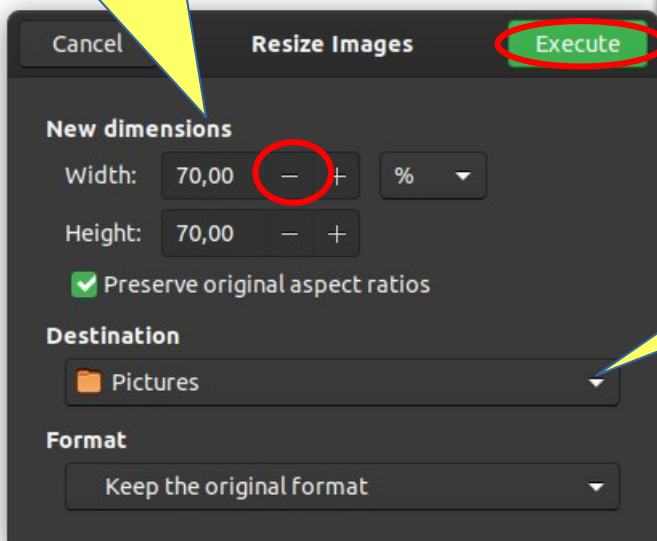 Cancel Resize Images Execute
New dimensions
Width: 70,00 − + %
Height: 70,00 − +
Preserve original aspect ratios
Destination
Pictures
Format
Keep the original format